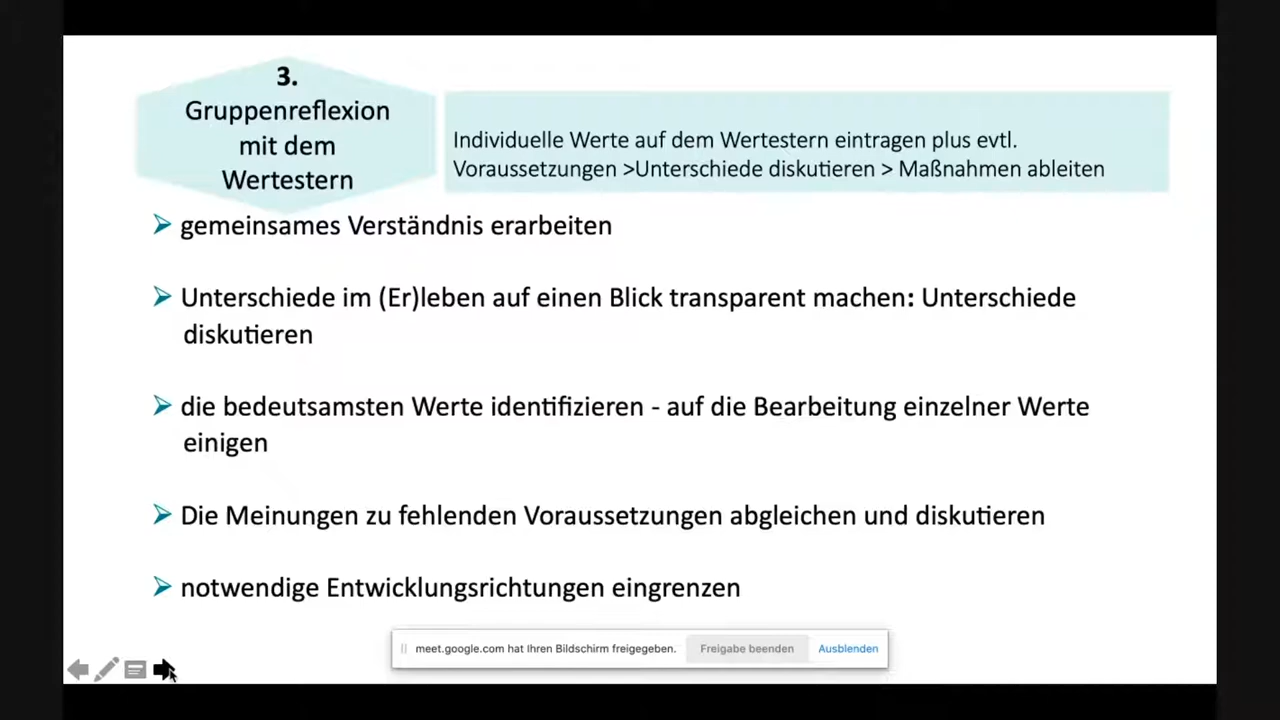 3.
Gruppenreflexion
mit dem
Wertestern
Individuelle Werte auf dem Wertestern eintragen plus evtl.
Voraussetzungen >Unterschiede diskutieren > Maßnahmen ableiten
gemeinsames Verständnis erarbeiten
Unterschiede im (Er)leben auf einen Blick transparent machen: Unterschiede
diskutieren
die bedeutsamsten Werte identifizieren - auf die Bearbeitung einzelner Werte
einigen
Die Meinungen zu fehlenden Voraussetzungen abgleichen und diskutieren
notwendige Entwicklungsrichtungen eingrenzen
meet.google.com hat Ihren Bildschirm freigegeben. Freigabe beenden Ausblenden